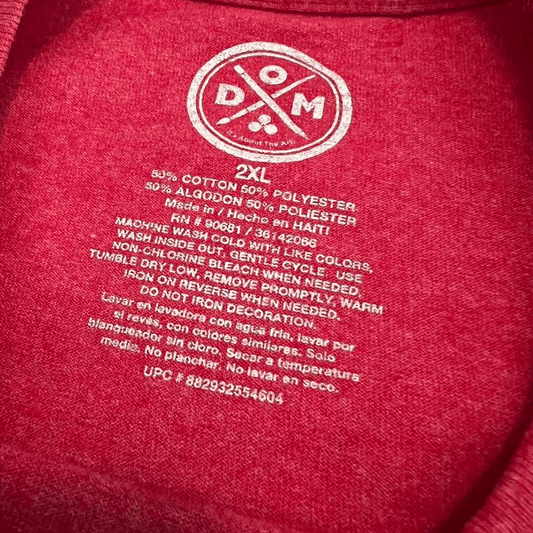 D O M
IT'S ABOUT THE ART
2XL
50% COTTON 50% POLYESTER
50% ALGODON 50% POLIESTER
Made in / Hecho en HAITI
RN # 90681 / 36142066
MACHINE WASH COLD WITH LIKE COLORS,
WASH INSIDE OUT, GENTLE CYCLE. USE
NON-CHLORINE BLEACH WHEN NEEDED,
TUMBLE DRY LOW, REMOVE PROMPTLY, WARM
IRON ON REVERSE WHEN NEEDED.
DO NOT IRON DECORATION.
Lavar en lavadora con agua fria, lavar por
si revés, con colores similares. Solo
blanqueador sin cloro. Secar a temperatura
media. No planchar. No lavar en seco.
UPC # 882932554604